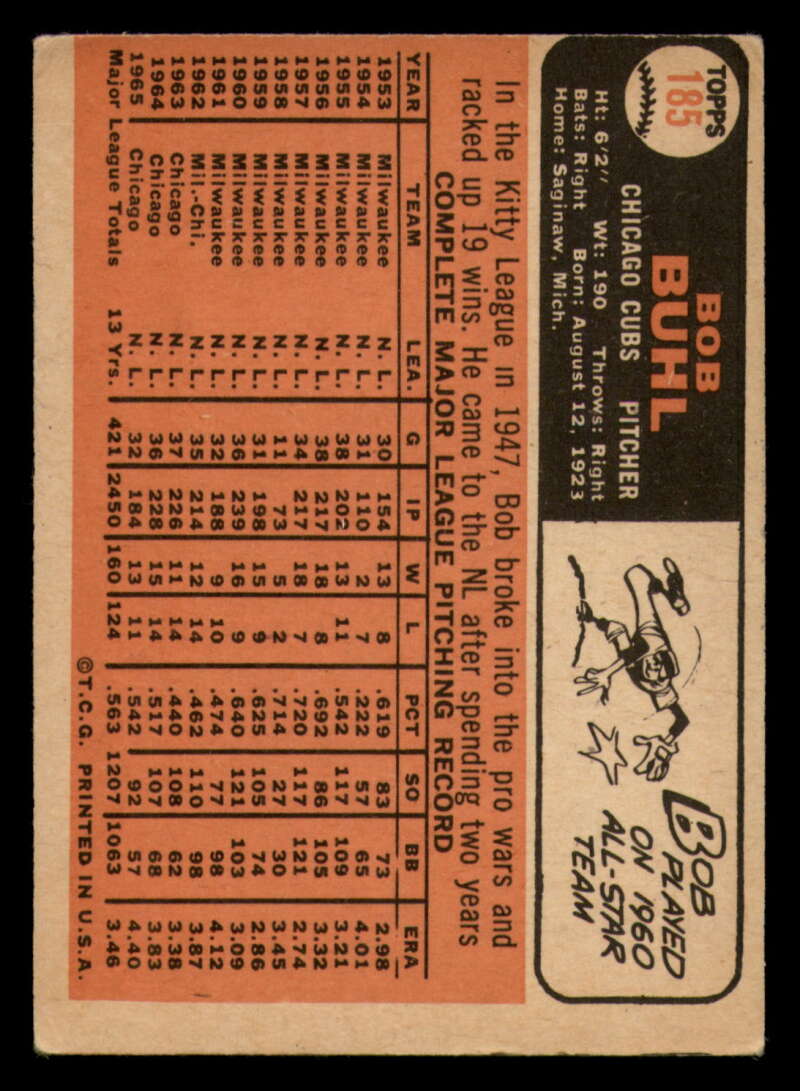 TOPPS
185
BOB
BUHL
CHICAGO CUBS PITCHER
Ht: 6'2" Wt: 190 Throws: Right
Bats: Right Born: August 12, 1923
Home: Saginaw, Mich.
BOB
PLAYED
ON 1960
ALL-STAR
TEAM
In the Kitty League in 1947, Bob broke into the pro wars and
racked up 19 wins. He came to the NL after spending two years
COMPLETE MAJOR LEAGUE PITCHING RECORD
YEAR TEAM LEA. G IP W L PCT SO BB ERA
1953 Milwaukee N. L. 30 154 13 8 .619 83 73 2.98
1954 Milwaukee N. L. 31 110 2 7 .222 57 65 4.01
1955 Milwaukee N. L. 38 202 13 11 .542 117 109 3.21
1956 Milwaukee N. L. 38 217 18 8 .692 86 105 3.32
1957 Milwaukee N. L. 34 217 18 7 .720 117 121 2.74
1958 Milwaukee N. L. 11 73 5 2 .714 27 30 3.45
1959 Milwaukee N. L. 31 198 15 9 .625 105 74 2.86
1960 Milwaukee N. L. 36 239 16 9 .640 121 103 3.09
1961 Milwaukee N. L. 32 188 9 10 .474 77 98 4.12
1962 Mil.-Chi. N. L. 35 214 12 14 .462 110 98 3.87
1963 Chicago N. L. 37 226 11 14 .440 108 62 3.38
1964 Chicago N. L. 36 228 15 14 .517 107 68 3.83
1965 Chicago N. L. 32 184 13 11 .542 92 57 4.40
Major League Totals 13 Yrs. 421 2450 160 124 .563 1207 1063 3.46
©T.C.G. PRINTED IN U.S.A.